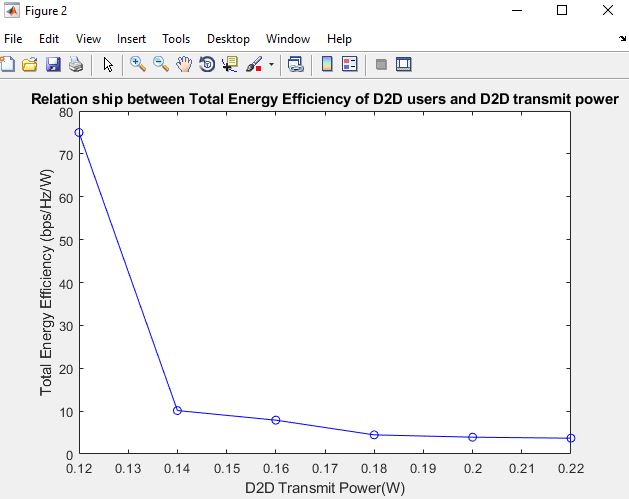 Figure 2
File Edit View Insert Tools Desktop Window Help
Relation ship between Total Energy Efficiency of D2D users and D2D transmit power
Total Energy Efficiency (bps/Hz/W)
80
70
60
50
40
30
20
10
0
0.12 0.13 0.14 0.15 0.16 0.17 0.18 0.19 0.2 0.21 0.22
D2D Transmit Power(W)